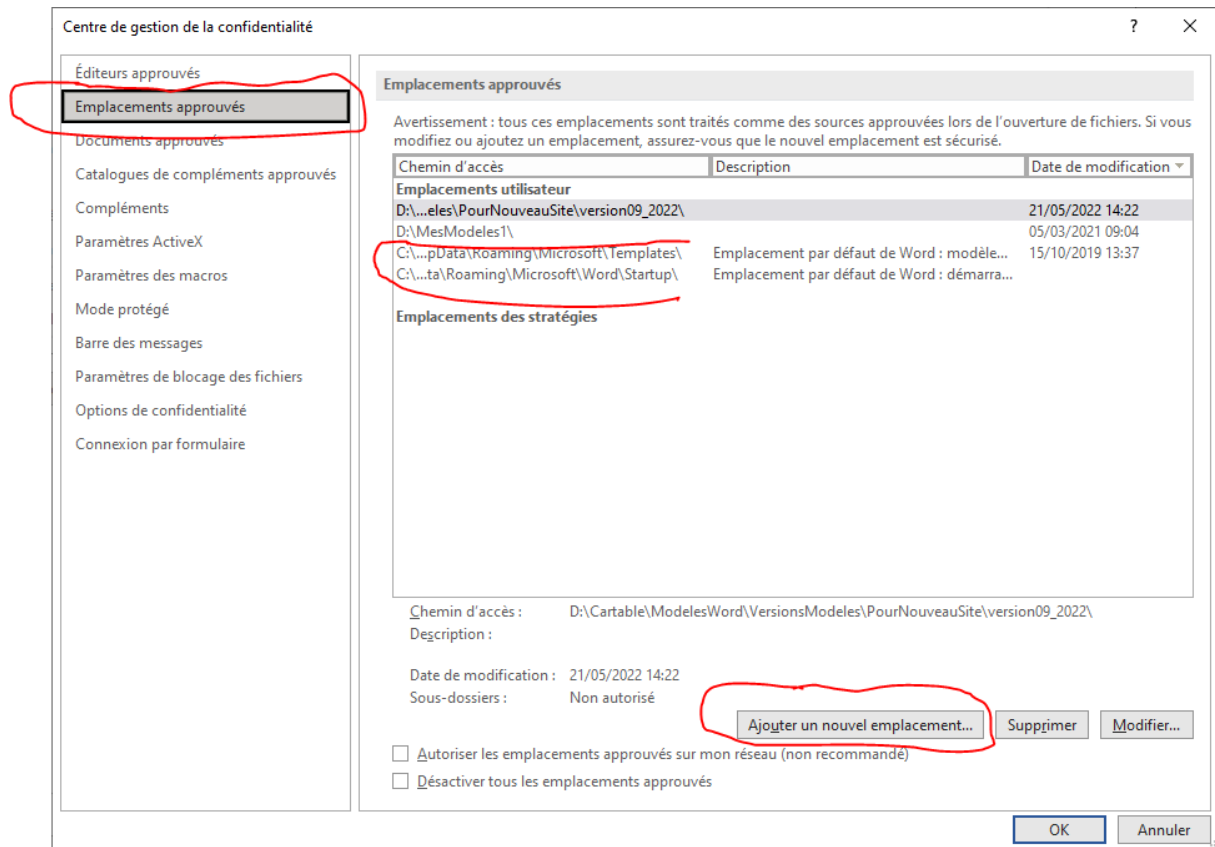 Centre de gestion de la confidentialité
?
Éditeurs approuvés
Emplacements approuvés
Documents approuvés
Catalogues de compléments approuvés
Compléments
Paramètres ActiveX
Paramètres des macros
Mode protégé
Barre des messages
Paramètres de blocage des fichiers
Options de confidentialité
Connexion par formulaire
Emplacements approuvés
Avertissement : tous ces emplacements sont traités comme des sources approuvées lors de l'ouverture de fichiers. Si vous
modifiez ou ajoutez un emplacement, assurez-vous que le nouvel emplacement est sécurisé.
Chemin d'accès Description Date de modification
Emplacements utilisateur
D:\...eles\PourNouveauSite\version09_2022\ 21/05/2022 14:22
D:\MesModeles1\ 05/03/2021 09:04
C:\...pData\Roaming\Microsoft\Templates\ Emplacement par défaut de Word : modèle... 15/10/2019 13:37
C:\...ta\Roaming\Microsoft\Word\Startup\ Emplacement par défaut de Word : démarra...
Emplacements des stratégies
Chemin d'accès : D:\Cartable\ModelesWord\VersionsModeles\PourNouveauSite\version09_2022\
Description :
Date de modification : 21/05/2022 14:22
Sous-dossiers : Non autorisé
Ajouter un nouvel emplacement... Supprimer Modifier...
Autoriser les emplacements approuvés sur mon réseau (non recommandé)
Désactiver tous les emplacements approuvés
OK Annuler